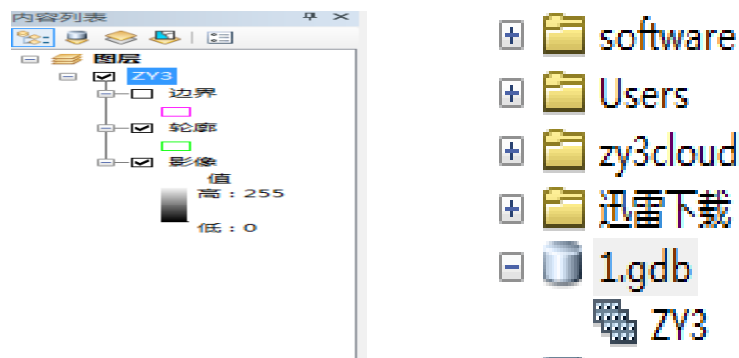 内容列表
图层
ZY3
边界
轮廓
影像
值
高 : 255
低 : 0
software
Users
zy3cloud
迅雷下载
1.gdb
ZY3